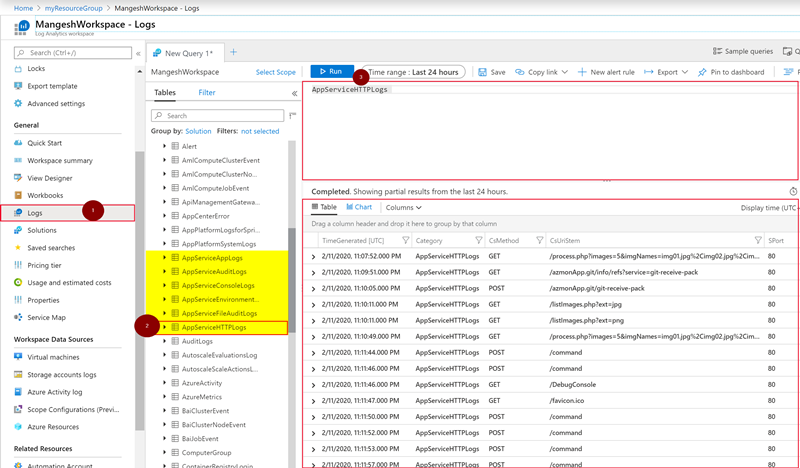 Home > myResourceGroup > MangeshWorkspace - Logs
MangeshWorkspace - Logs
Log Analytics workspace
Search (Ctrl+/)
«
Locks
Export template
Advanced settings
General
Quick Start
Workspace summary
View Designer
Workbooks
Logs
1
Solutions
Saved searches
Pricing tier
Usage and estimated costs
Properties
Service Map
Workspace Data Sources
Virtual machines
Storage accounts logs
Azure Activity log
Scope Configurations (Previ...
Azure Resources
Related Resources
Automation Account
New Query 1*
+
Sample queries
MangeshWorkspace
Select Scope
Run
3
Time range : Last 24 hours
Save
Copy link
New alert rule
Export
Pin to dashboard
Tables
Filter
«
Search
Group by: Solution
Filters: not selected
Alert
AmlComputeClusterEvent
AmlComputeClusterNo...
AmlComputeJobEvent
ApiManagementGatewa...
AppCenterError
AppPlatformLogsforSpri...
AppPlatformSystemLogs
AppServiceAppLogs
AppServiceAuditLogs
AppServiceConsoleLogs
AppServiceEnvironment...
AppServiceFileAuditLogs
2
AppServiceHTTPLogs
AuditLogs
AutoscaleEvaluationsLog
AutoscaleScaleActionsL...
AzureActivity
AzureMetrics
BaiClusterEvent
BaiClusterNodeEvent
BaiJobEvent
ComputerGroup
ContainerRegistryLogin...
AppServiceHTTPLogs
...
Completed. Showing partial results from the last 24 hours.
Table
Chart
Columns
Display time (UTC
Drag a column header and drop it here to group by that column
TimeGenerated [UTC] Category CsMethod CsUriStem SPort
2/11/2020, 11:07:52.000 PM AppServiceHTTPLogs GET /process.php?images=5&imgNames=img01.jpg%2Cimg02.jpg%2Cim... 80
2/11/2020, 11:09:51.000 PM AppServiceHTTPLogs GET /azmonApp.git/info/refs?service=git-receive-pack 80
2/11/2020, 11:10:05.000 PM AppServiceHTTPLogs POST /azmonApp.git/git-receive-pack 80
2/11/2020, 11:10:11.000 PM AppServiceHTTPLogs GET /listImages.php?ext=jpg 80
2/11/2020, 11:10:11.000 PM AppServiceHTTPLogs GET /listImages.php?ext=png 80
2/11/2020, 11:10:49.000 PM AppServiceHTTPLogs GET /process.php?images=5&imgNames=img01.jpg%2Cimg02.jpg%2Cim... 80
2/11/2020, 11:11:44.000 PM AppServiceHTTPLogs POST /command 80
2/11/2020, 11:11:46.000 PM AppServiceHTTPLogs POST /command 80
2/11/2020, 11:11:46.000 PM AppServiceHTTPLogs GET /DebugConsole 80
2/11/2020, 11:11:47.000 PM AppServiceHTTPLogs GET /favicon.ico 80
2/11/2020, 11:11:50.000 PM AppServiceHTTPLogs POST /command 80
2/11/2020, 11:11:52.000 PM AppServiceHTTPLogs POST /command 80
2/11/2020, 11:11:53.000 PM AppServiceHTTPLogs POST /command 80
2/11/2020, 11:11:57.000 PM AppServiceHTTPLogs POST /command 80